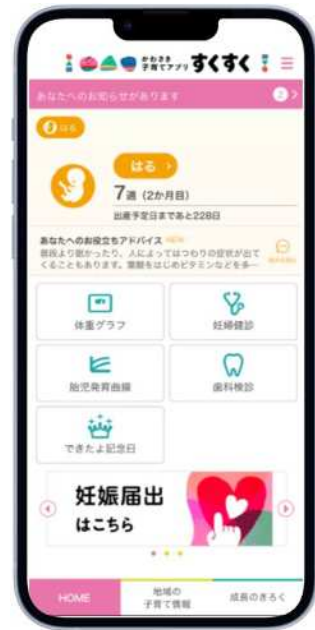 かわさき
子育てアプリ すくすく
あなたへのお知らせがあります 2
はる
はる
7週 (2か月目)
出産予定日まであと228日
あなたへのお役立ちアドバイス NEW
普段より眠かったり、人によってはつわりの症状が出て
くることもあります。葉酸をはじめビタミンなどを多…
体重グラフ
妊婦健診
胎児発育曲線
歯科検診
できたよ記念日
妊娠届出
はこちら
HOME
地域の
子育て情報
成長のきろく